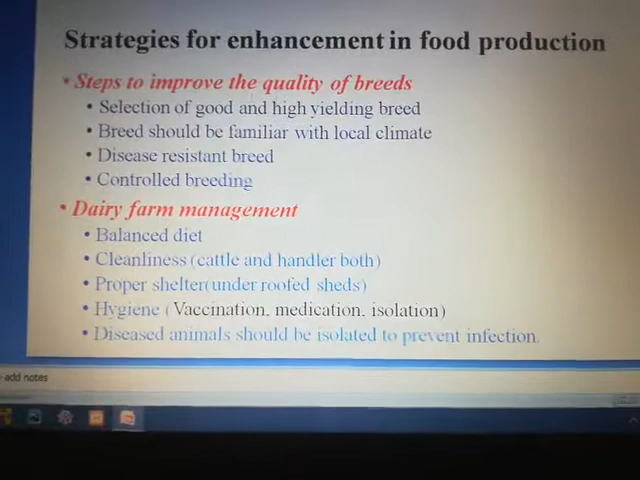 Strategies for enhancement in food production
• Steps to improve the quality of breeds
• Selection of good and high yielding breed
• Breed should be familiar with local climate
• Disease resistant breed
• Controlled breeding
• Dairy farm management
• Balanced diet
• Cleanliness (cattle and handler both)
• Proper shelter(under roofed sheds)
• Hygiene (Vaccination, medication, isolation)
• Diseased animals should be isolated to prevent infection.
add notes